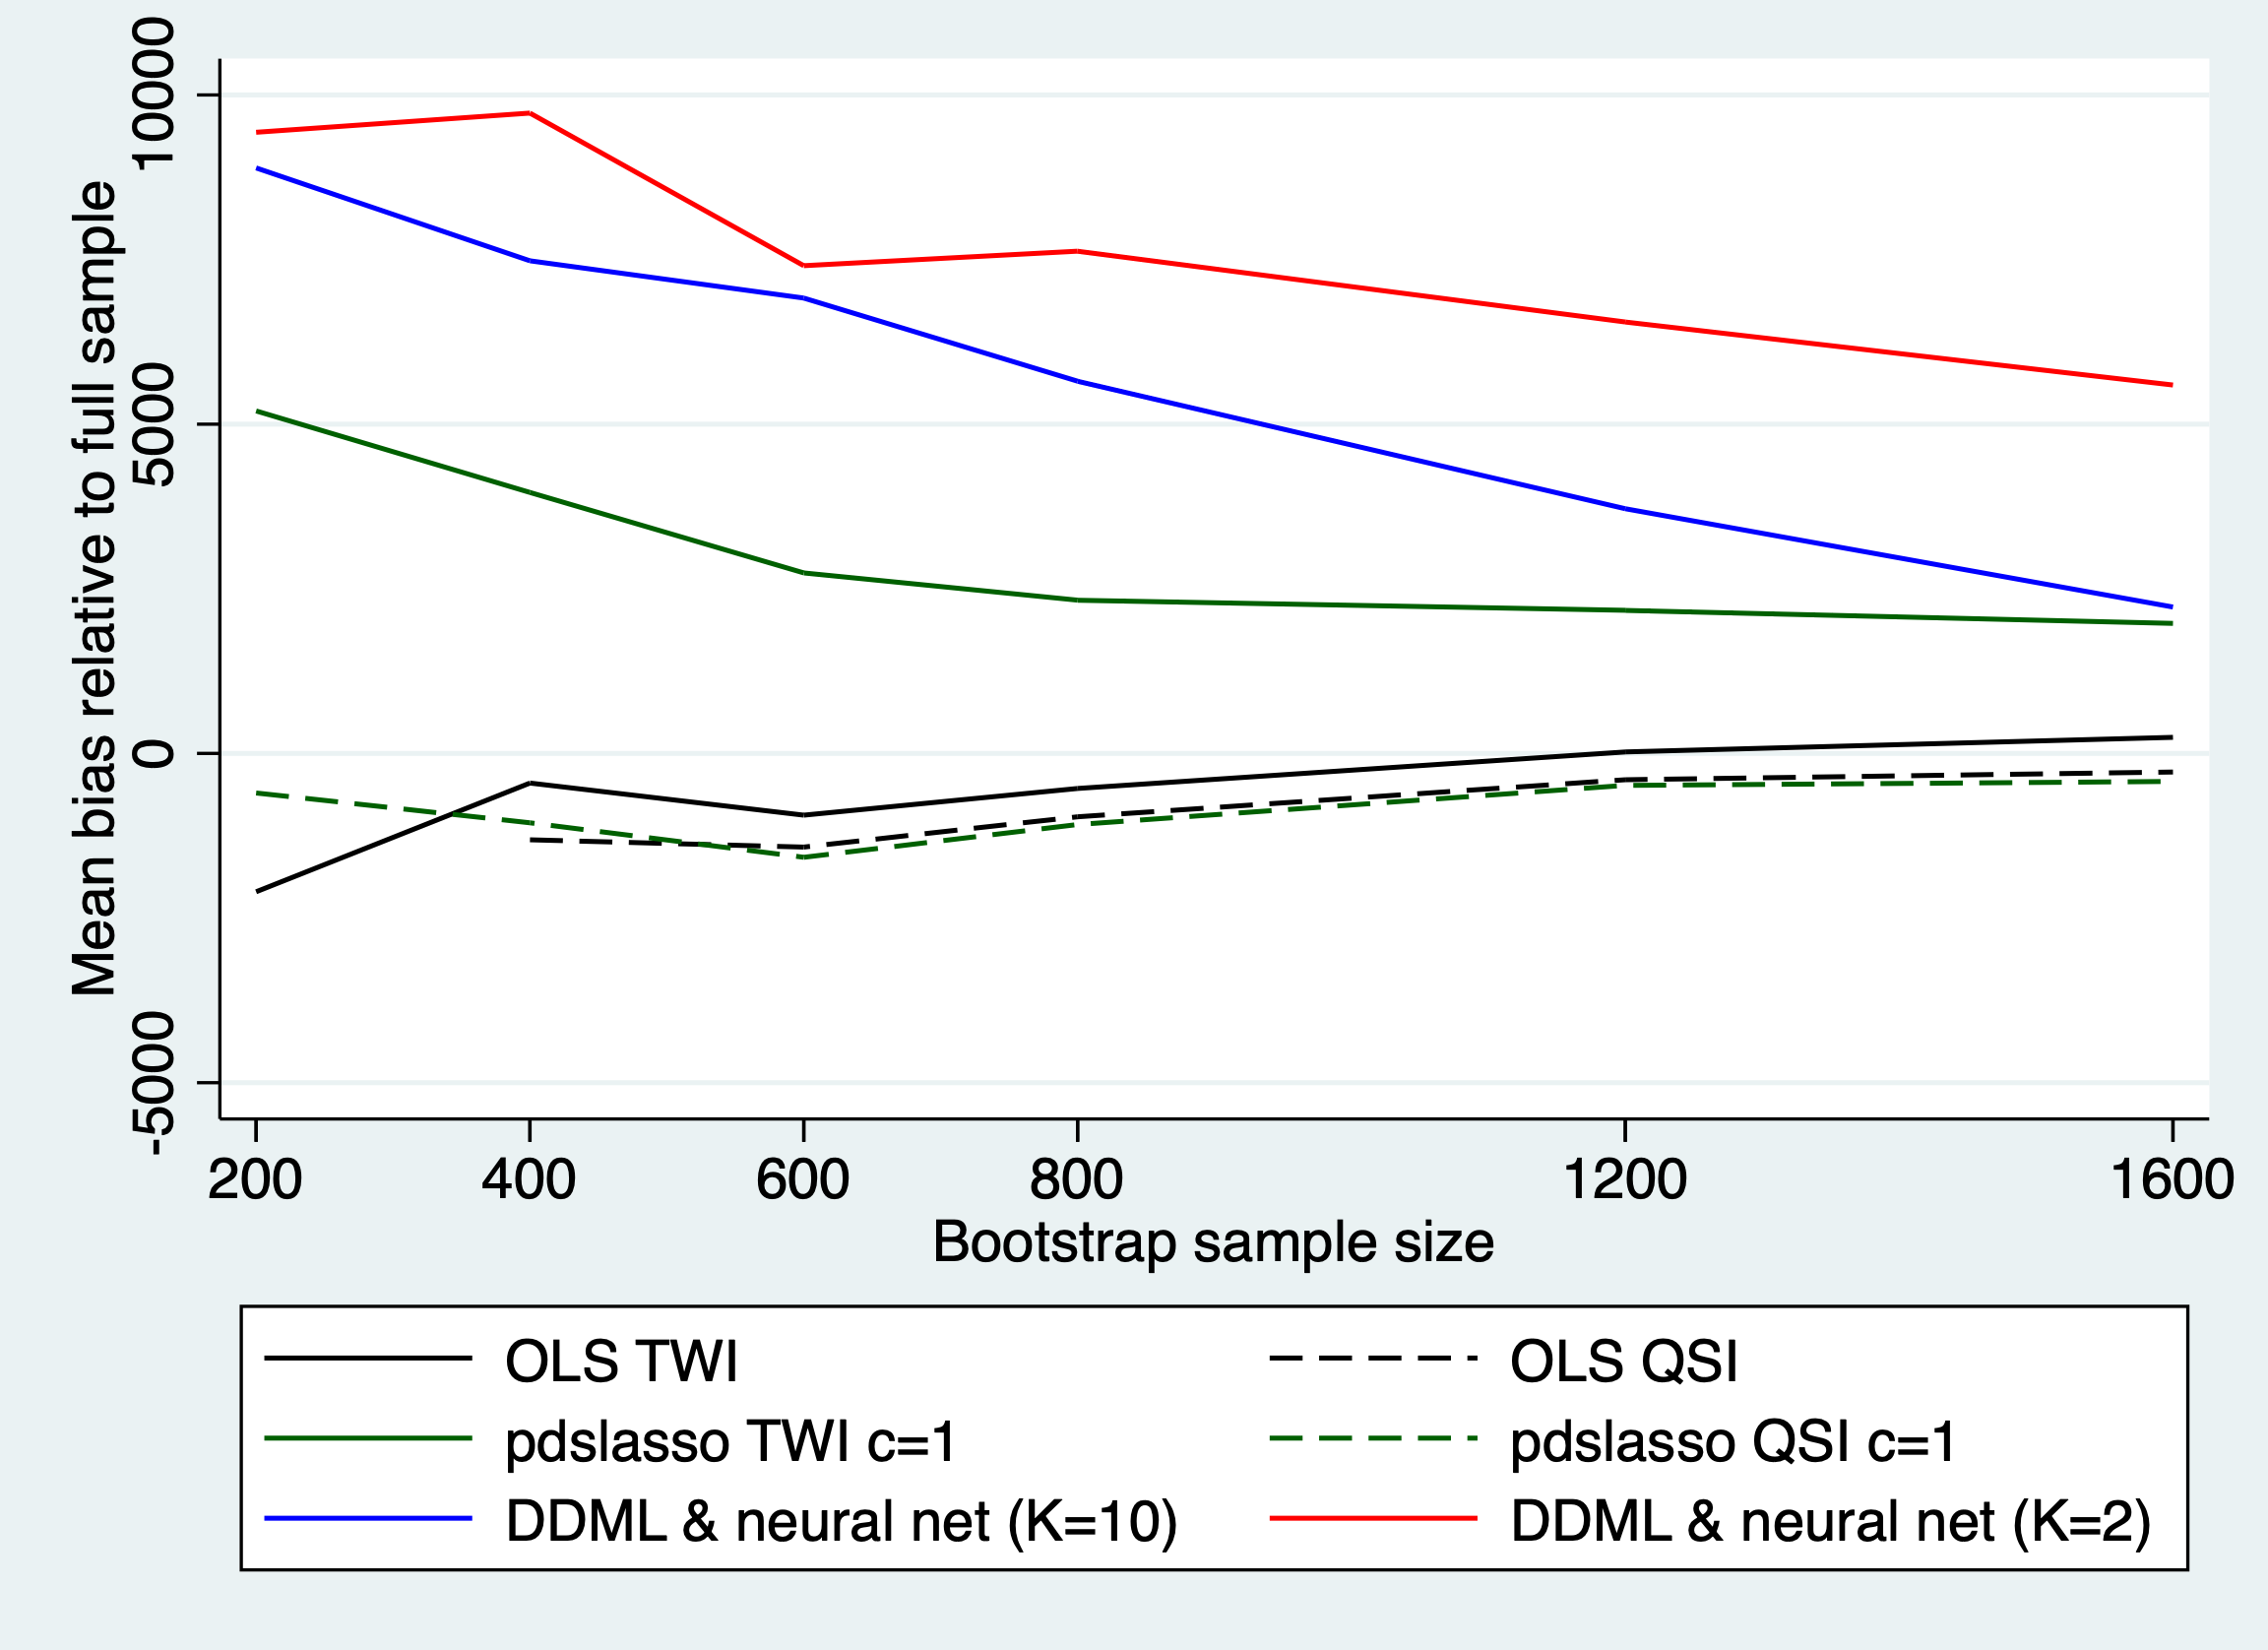 Mean bias relative to full sample
10000
5000
0
-5000
200 400 600 800 1200 1600
Bootstrap sample size
OLS TWI
OLS QSI
pdslasso TWI c=1
pdslasso QSI c=1
DDML & neural net (K=10)
DDML & neural net (K=2)